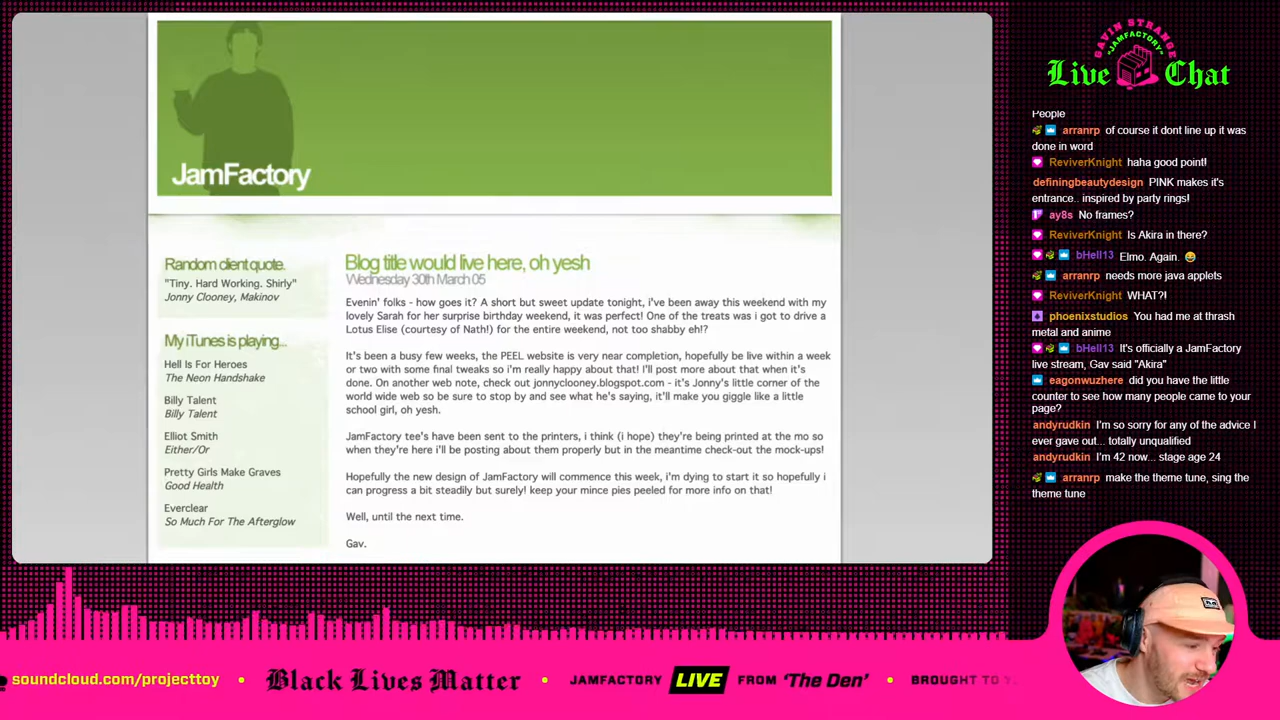 JamFactory
Random client quote.
"Tiny. Hard Working. Shirly"
Jonny Clooney, Makinov
My iTunes is playing...
Hell Is For Heroes
The Neon Handshake
Billy Talent
Billy Talent
Elliot Smith
Either/Or
Pretty Girls Make Graves
Good Health
Everclear
So Much For The Afterglow
Blog title would live here, oh yesh
Wednesday 30th March 05
Evenin' folks - how goes it? A short but sweet update tonight, i've been away this weekend with my
lovely Sarah for her surprise birthday weekend, it was perfect! One of the treats was i got to drive a
Lotus Elise (courtesy of Nath!) for the entire weekend, not too shabby eh!?
It's been a busy few weeks, the PEEL website is very near completion, hopefully be live within a week
or two with some final tweaks so i'm really happy about that! I'll post more about that when it's
done. On another web note, check out jonnyclooney.blogspot.com - it's Jonny's little corner of the
world wide web so be sure to stop by and see what he's saying, it'll make you giggle like a little
school girl, oh yesh.
JamFactory tee's have been sent to the printers, i think (i hope) they're being printed at the mo so
when they're here i'll be posting about them properly but in the meantime check-out the mock-ups!
Hopefully the new design of JamFactory will commence this week, i'm dying to start it so hopefully i
can progress a bit steadily but surely! keep your mince pies peeled for more info on that!
Well, until the next time.
Gav.
GAVIN STRANGE
"JAMFACTORY"
Live Chat
People
arranrp of course it dont line up it was
done in word
ReviverKnight haha good point!
definingbeautydesign PINK makes it's
entrance.. inspired by party rings!
ay8s No frames?
ReviverKnight Is Akira in there?
bHell13 Elmo. Again. 😅
arranrp needs more java applets
ReviverKnight WHAT?!
phoenixstudios You had me at thrash
metal and anime
bHell13 It's officially a JamFactory
live stream, Gav said "Akira"
eagonwuzhere did you have the little
counter to see how many people came to your
page?
andyrudkin I'm so sorry for any of the advice I
ever gave out... totally unqualified
andyrudkin I'm 42 now... stage age 24
arranrp make the theme tune, sing the
theme tune
soundcloud.com/projecttoy • Black Lives Matter • JAMFACTORY LIVE FROM 'The Den' • BROUGHT TO